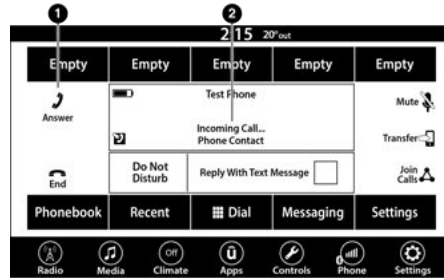 1 2
2 15 20°out
Empty Empty Empty Empty Empty
Answer
Test Phone
Incoming Call...
Phone Contact
Mute
Transfer
End
Do Not
Disturb
Reply With Text Message
Join
Calls
Phonebook Recent Dial Messaging Settings
Off
û
Radio Media Climate Apps Controls Phone Settings